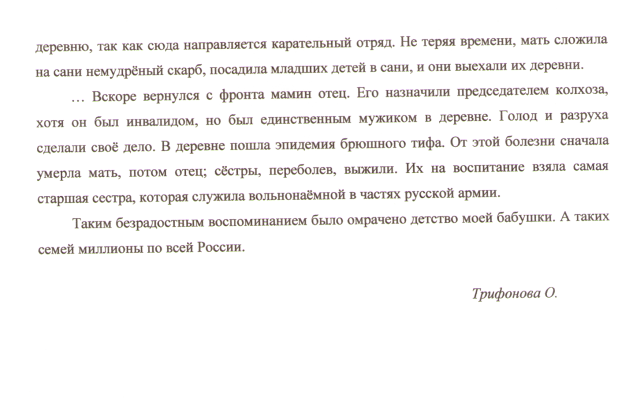 деревню, так как сюда направляется карательный отряд. Не теряя времени, мать сложила
на сани немудрёный скарб, посадила младших детей в сани, и они выехали их деревни.
… Вскоре вернулся с фронта мамин отец. Его назначили председателем колхоза,
хотя он был инвалидом, но был единственным мужиком в деревне. Голод и разруха
сделали своё дело. В деревне пошла эпидемия брюшного тифа. От этой болезни сначала
умерла мать, потом отец; сёстры, переболев, выжили. Их на воспитание взяла самая
старшая сестра, которая служила вольнонаёмной в частях русской армии.
Таким безрадостным воспоминанием было омрачено детство моей бабушки. А таких
семей миллионы по всей России.
Трифонова О.